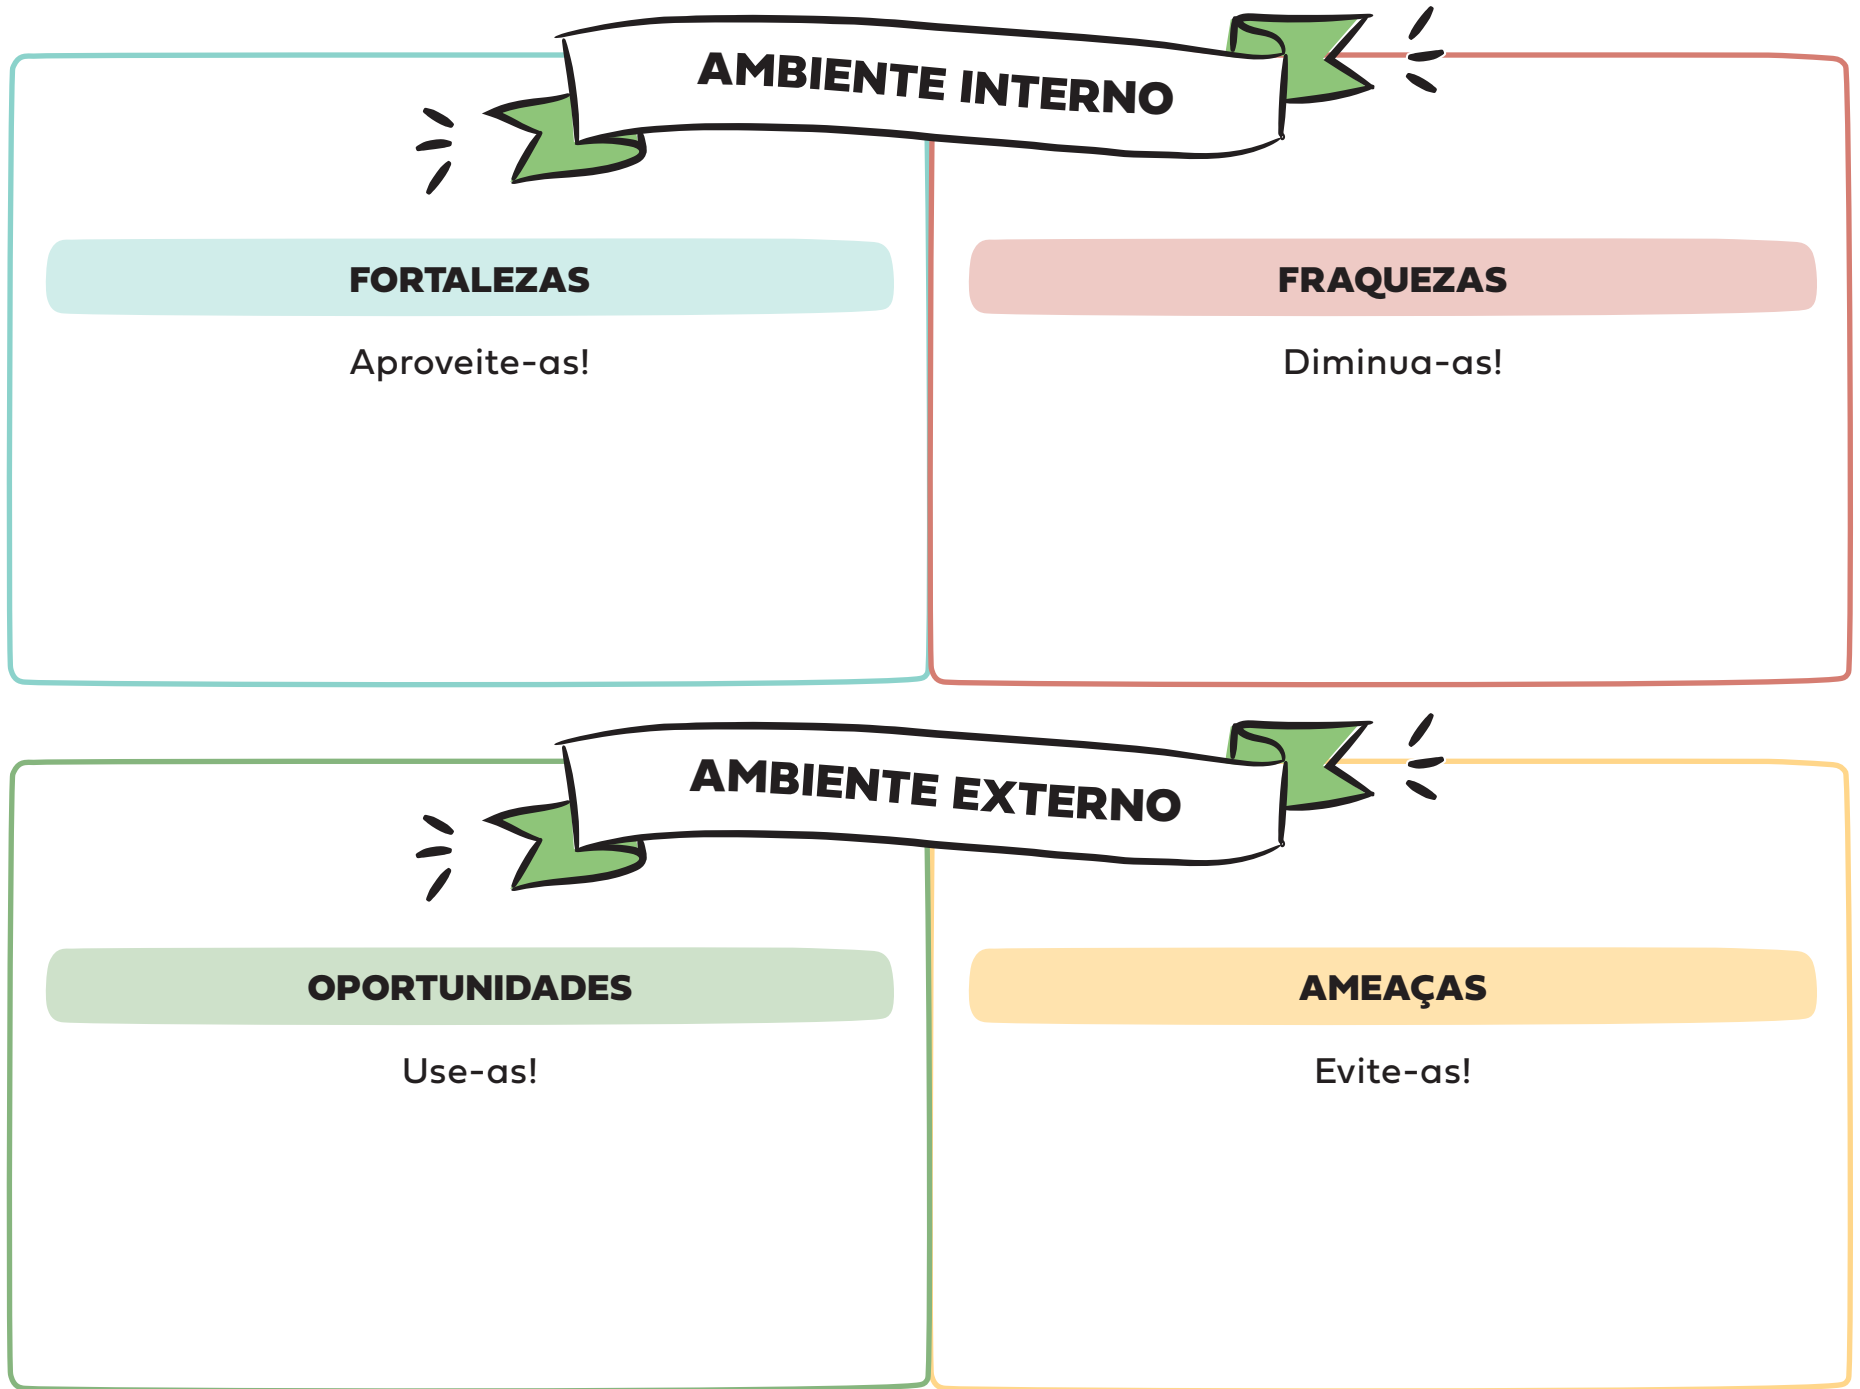 AMBIENTE INTERNO
FORTALEZAS
Aproveite-as!
FRAQUEZAS
Diminua-as!
AMBIENTE EXTERNO
OPORTUNIDADES
Use-as!
AMEAÇAS
Evite-as!